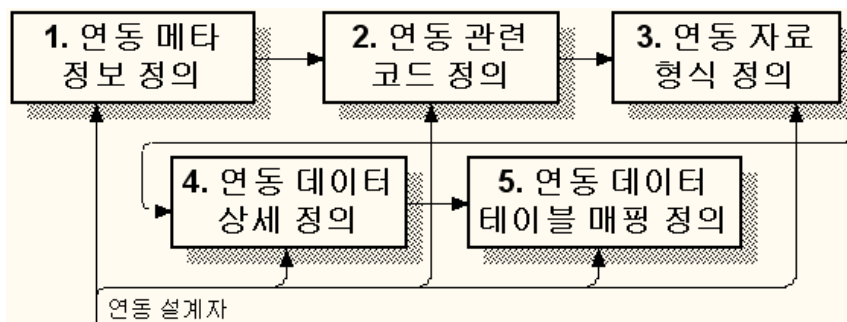 1. 연동 메타
정보 정의
2. 연동 관련
코드 정의
3. 연동 자료
형식 정의
4. 연동 데이터
상세 정의
5. 연동 데이터
테이블 매핑 정의
연동 설계자